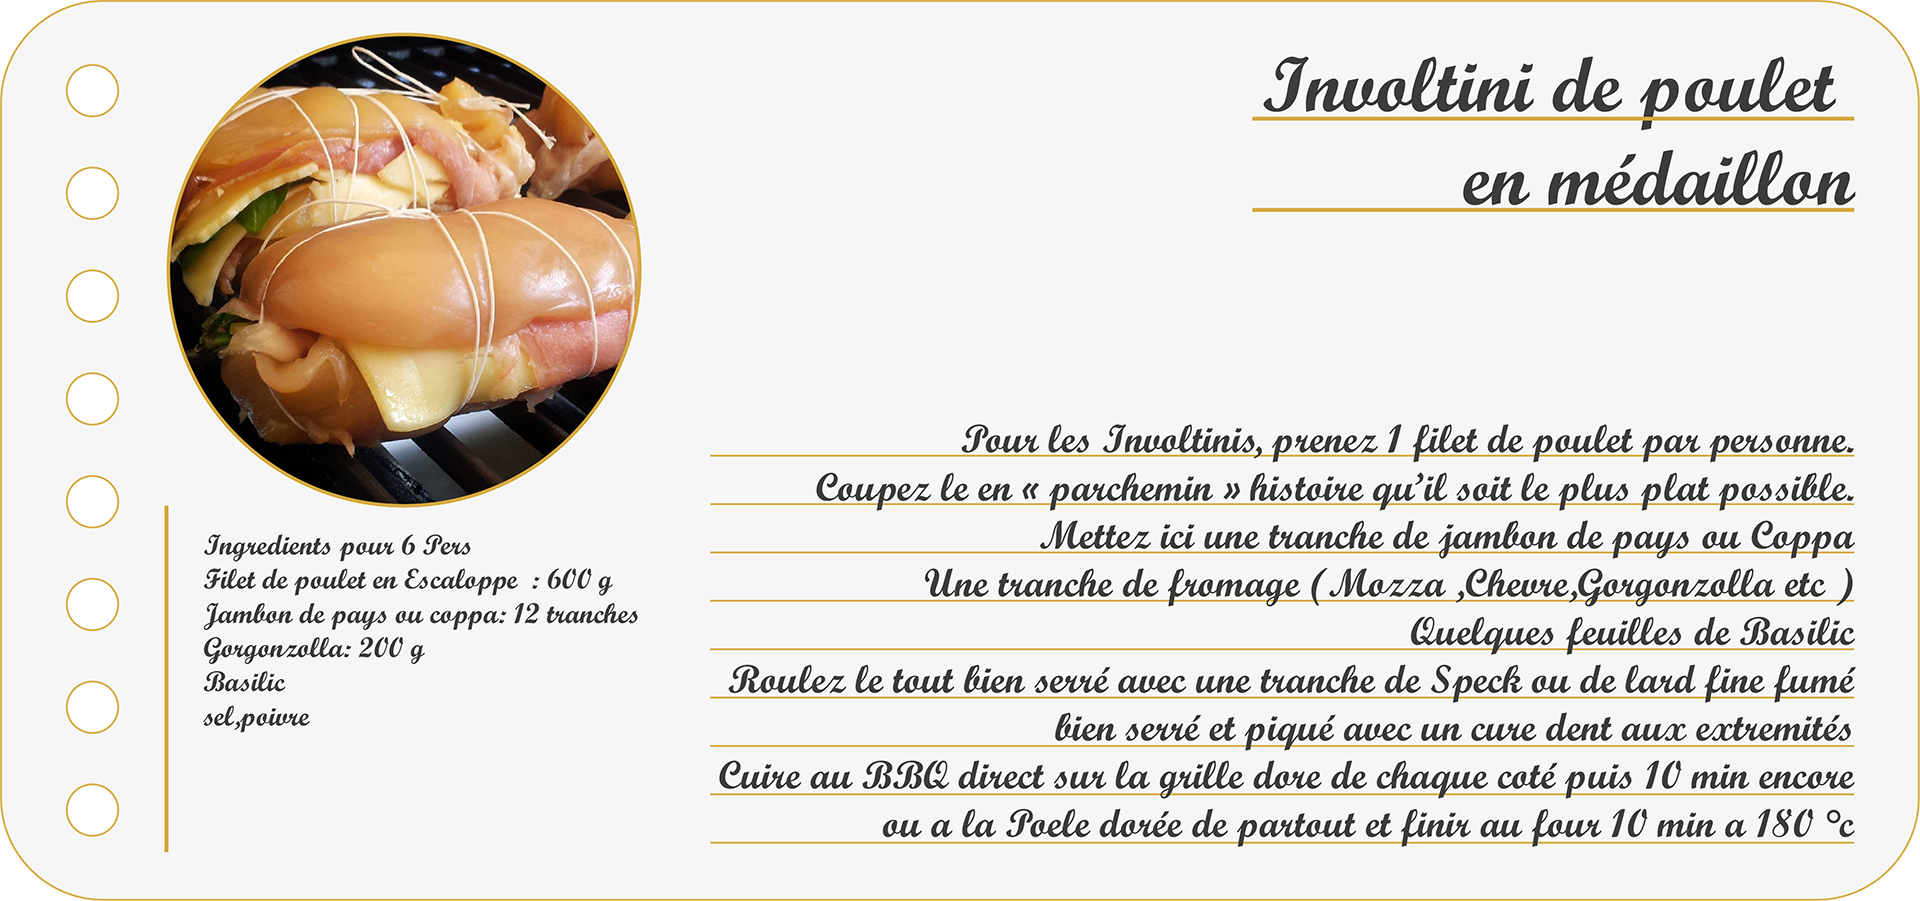 Involtini de poulet
en médaillon
Ingredients pour 6 Pers
Filet de poulet en Escaloppe : 600 g
Jambon de pays ou coppa: 12 tranches
Gorgonzolla: 200 g
Basilic
sel,poivre
Pour les Involtinis, prenez 1 filet de poulet par personne.
Coupez le en « parchemin » histoire qu’il soit le plus plat possible.
Mettez ici une tranche de jambon de pays ou Coppa
Une tranche de fromage ( Mozza ,Chevre,Gorgonzolla etc )
Quelques feuilles de Basilic
Roulez le tout bien serré avec une tranche de Speck ou de lard fine fumé
bien serré et piqué avec un cure dent aux extremités
Cuire au BBQ direct sur la grille dore de chaque coté puis 10 min encore
ou a la Poele dorée de partout et finir au four 10 min a 180 °c